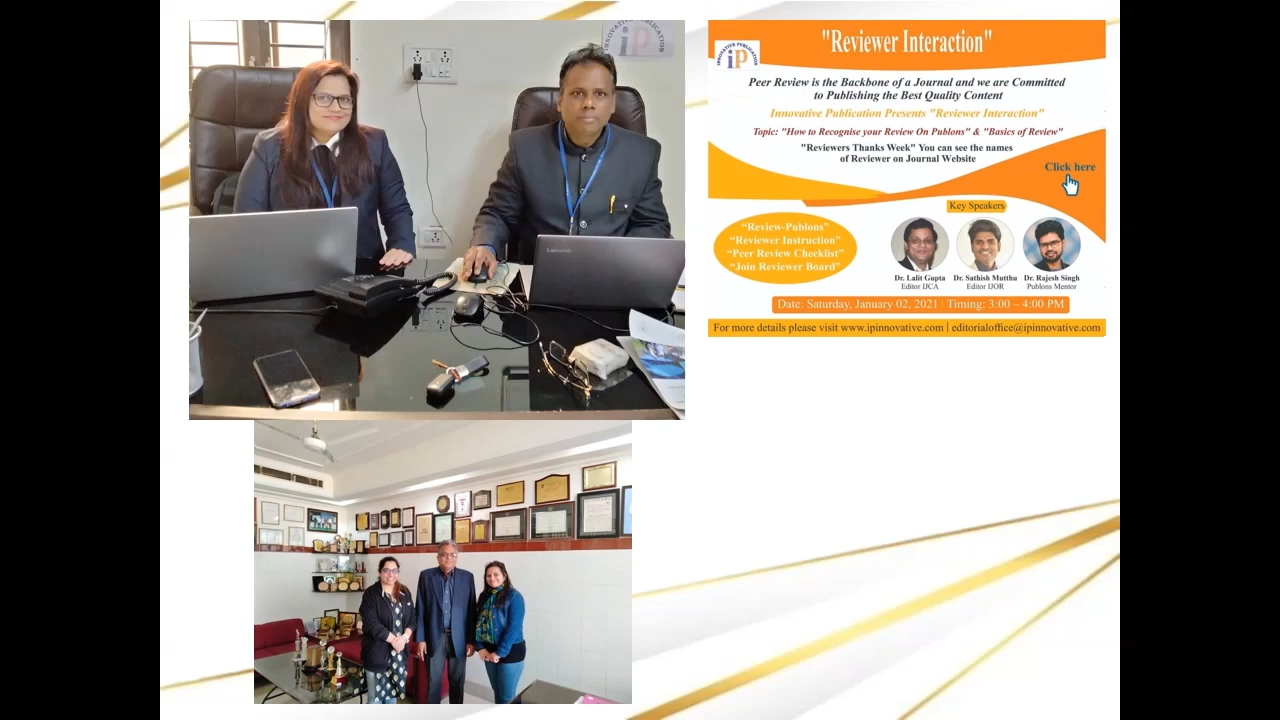 INNOVATIVE PUBLICATION
ip
Lenovo
"Reviewer Interaction"
INNOVATIVE PUBLICATION
ip
Peer Review is the Backbone of a Journal and we are Committed
to Publishing the Best Quality Content
Innovative Publication Presents "Reviewer Interaction"
Topic: "How to Recognise your Review On Publons" & "Basics of Review"
"Reviewers Thanks Week" You can see the names
of Reviewer on Journal Website
Click here
Key Speakers
“Review-Publons”
“Reviewer Instruction”
“Peer Review Checklist”
“Join Reviewer Board”
Dr. Lalit Gupta
Editor IJCA
Dr. Sathish Mutthu
Editor IJOR
Dr. Rajesh Singh
Publons Mentor
Date: Saturday, January 02, 2021 | Timing: 3:00 – 4:00 PM
For more details please visit www.ipinnovative.com | editorialoffice@ipinnovative.com